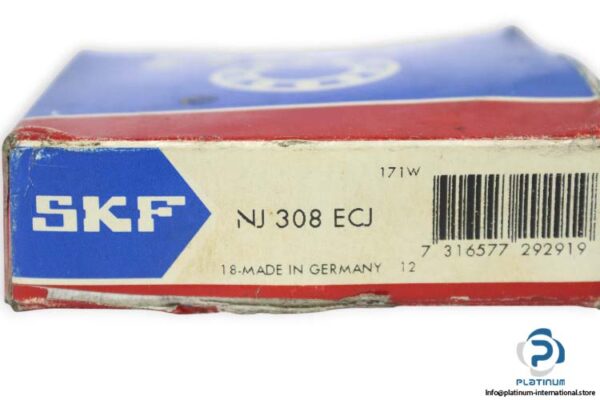 171W
SKF
NJ 308 ECJ
7 316577 292919
18-MADE IN GERMANY 12
PLATINUM
Info@platinum-international.store